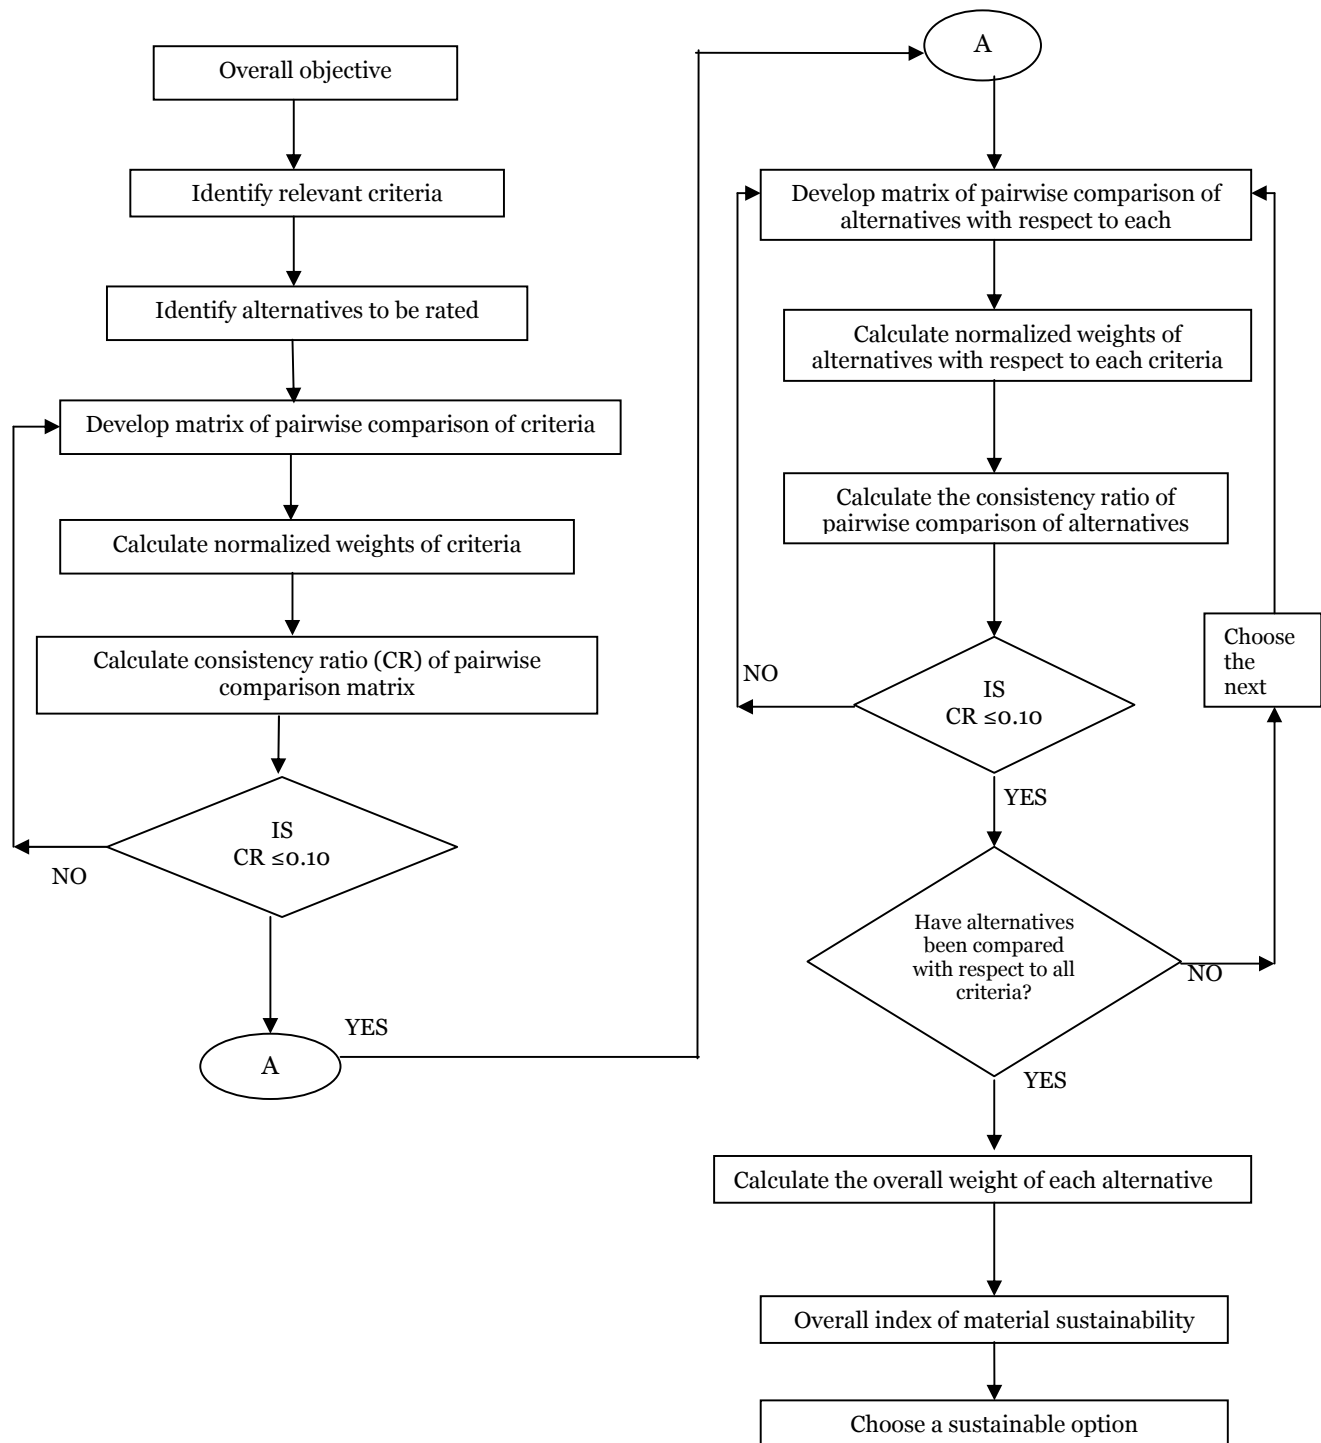 Overall objective
Identify relevant criteria
Identify alternatives to be rated
Develop matrix of pairwise comparison of criteria
Calculate normalized weights of criteria
Calculate consistency ratio (CR) of pairwise
comparison matrix
IS
CR ≤0.10
NO
YES
A
A
Develop matrix of pairwise comparison of
alternatives with respect to each
Calculate normalized weights of
alternatives with respect to each criteria
Calculate the consistency ratio of
pairwise comparison of alternatives
IS
CR ≤0.10
NO
YES
Choose
the
next
Have alternatives
been compared
with respect to all
criteria?
NO
YES
Calculate the overall weight of each alternative
Overall index of material sustainability
Choose a sustainable option